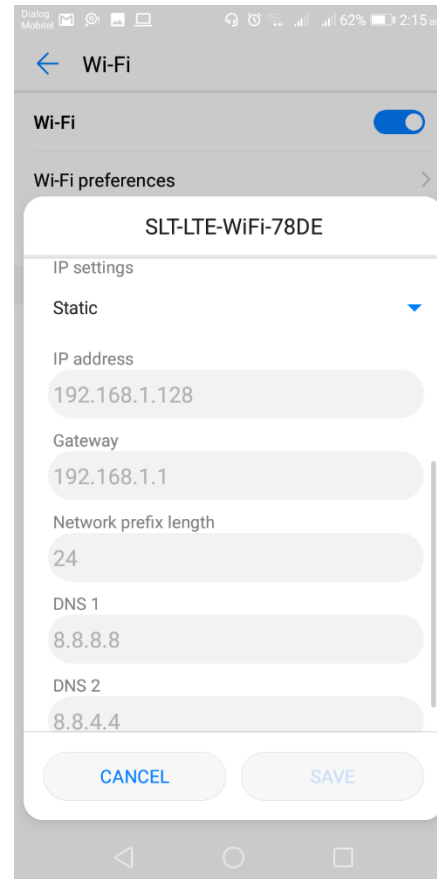 Dialog
Mobitel
62% 2:15 am
Wi-Fi
Wi-Fi
Wi-Fi preferences
SLT-LTE-WiFi-78DE
IP settings
Static
IP address
192.168.1.128
Gateway
192.168.1.1
Network prefix length
24
DNS 1
8.8.8.8
DNS 2
8.8.4.4
CANCEL SAVE